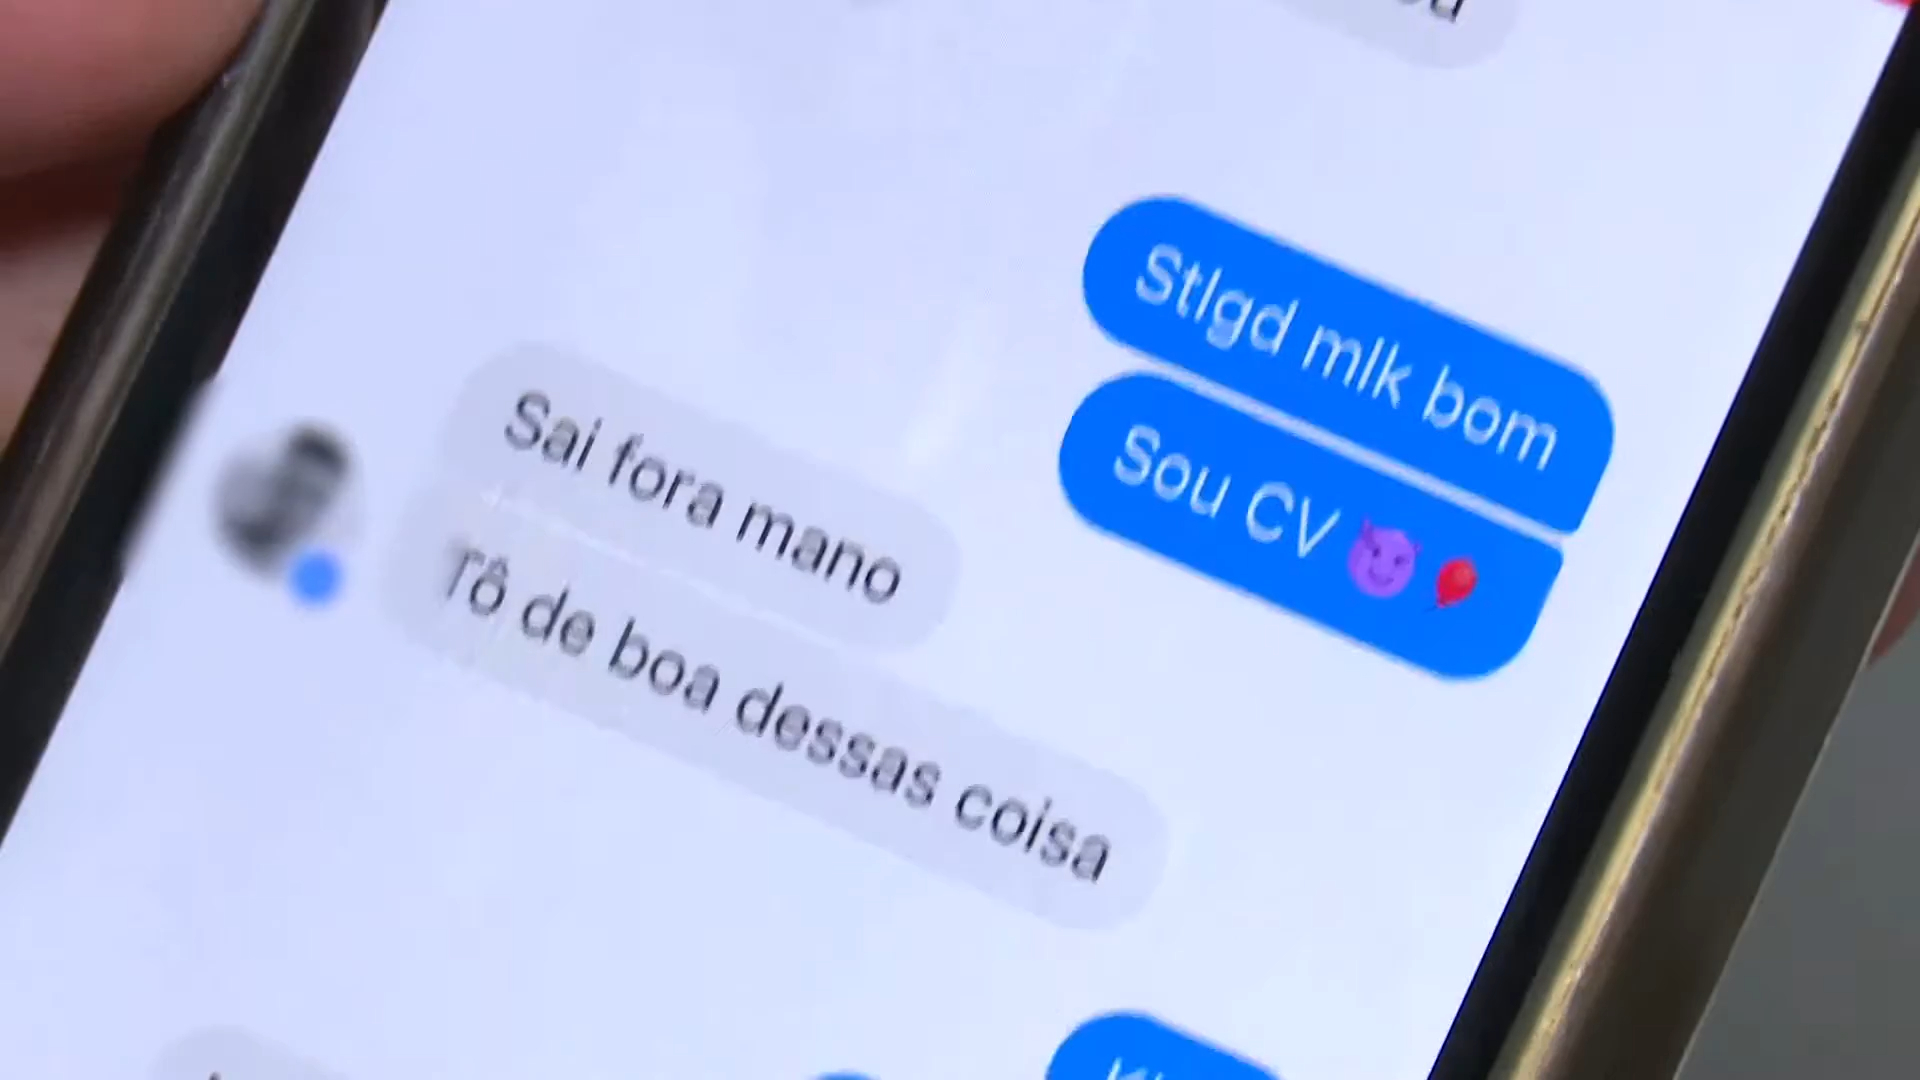 Stlgd mlk bom
Sou CV 😈🎈
Sai fora mano
Tô de boa dessas coisa